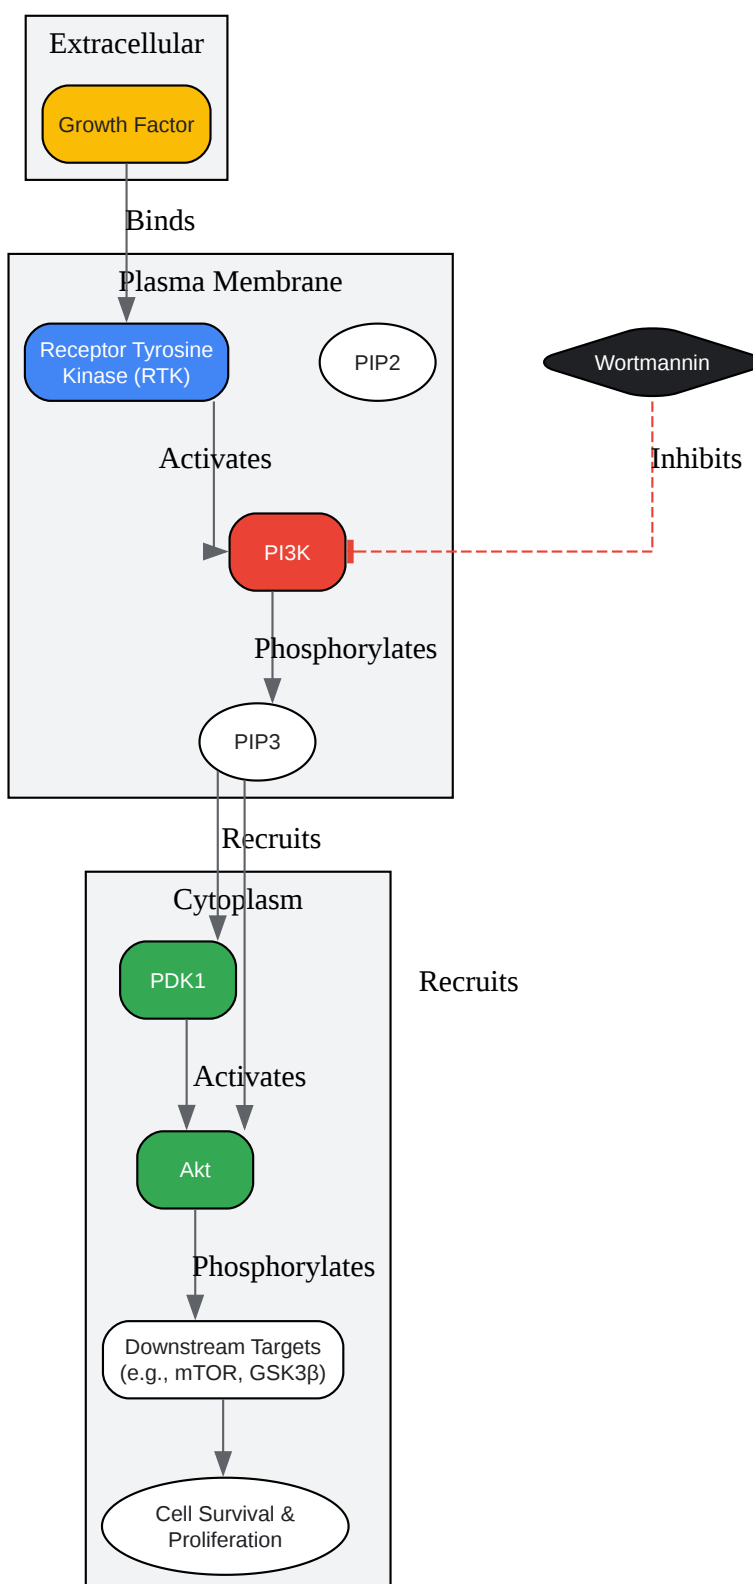 Extracellular
Growth Factor
Binds
Plasma Membrane
Receptor Tyrosine
Kinase (RTK)
PIP2
Wortmannin
Activates
Inhibits
PI3K
Phosphorylates
PIP3
Recruits
Cytoplasm
PDK1
Recruits
Activates
Akt
Phosphorylates
Downstream Targets
(e.g., mTOR, GSK3β)
Cell Survival &
Proliferation